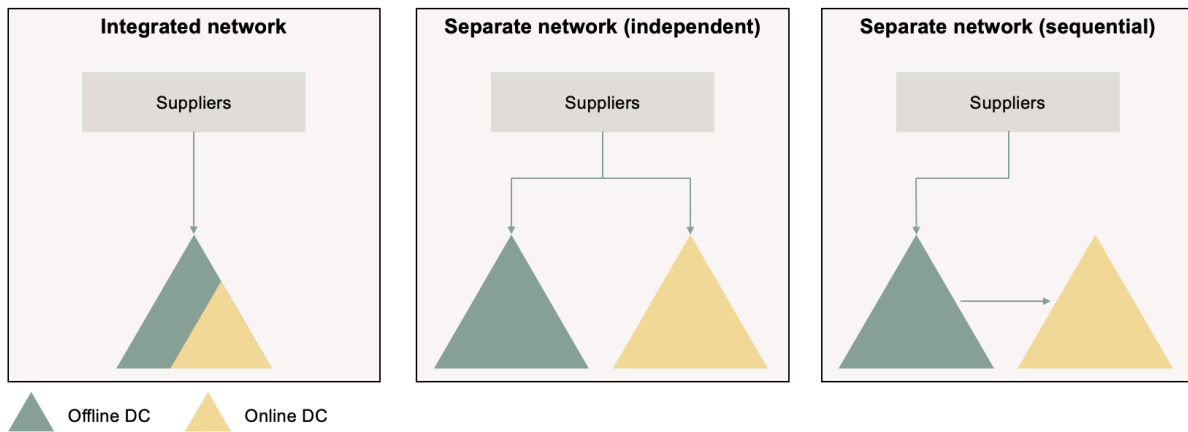 Integrated network
Suppliers
Separate network (independent)
Suppliers
Separate network (sequential)
Suppliers
Offline DC
Online DC